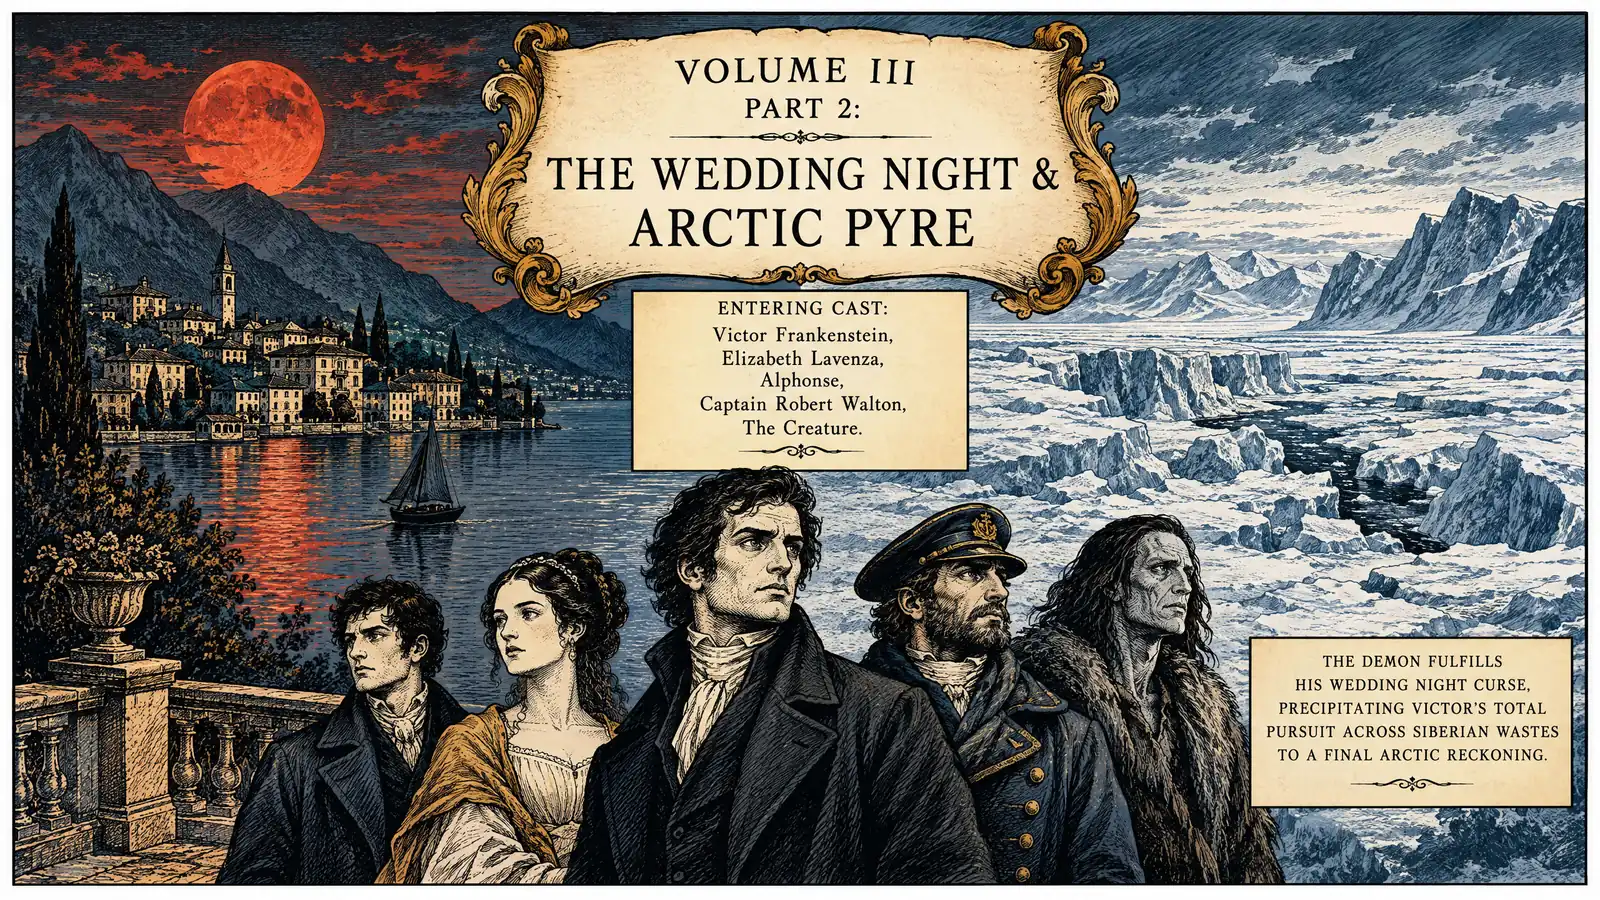 VOLUME III
PART 2:
THE WEDDING NIGHT &
ARCTIC PYRE
ENTERING CAST:
Victor Frankenstein,
Elizabeth Lavenza,
Alphonse,
Captain Robert Walton,
The Creature.
THE DEMON FULFILLS
HIS WEDDING NIGHT CURSE,
PRECIPITATING VICTOR'S TOTAL
PURSUIT ACROSS SIBERIAN WASTES
TO A FINAL ARCTIC RECKONING.